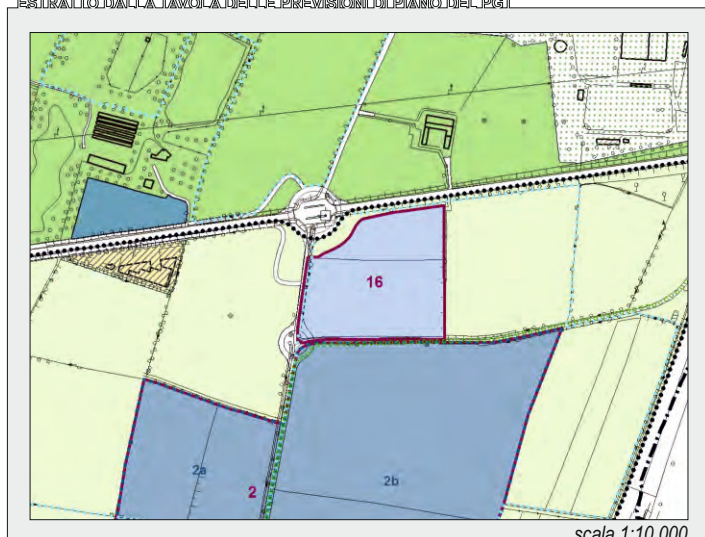 ESTRATTO DALLA TAVOLA DELLE PREVISIONI DI PIANO DEL PGT
16
2a
2
2b
scala 1:10.000